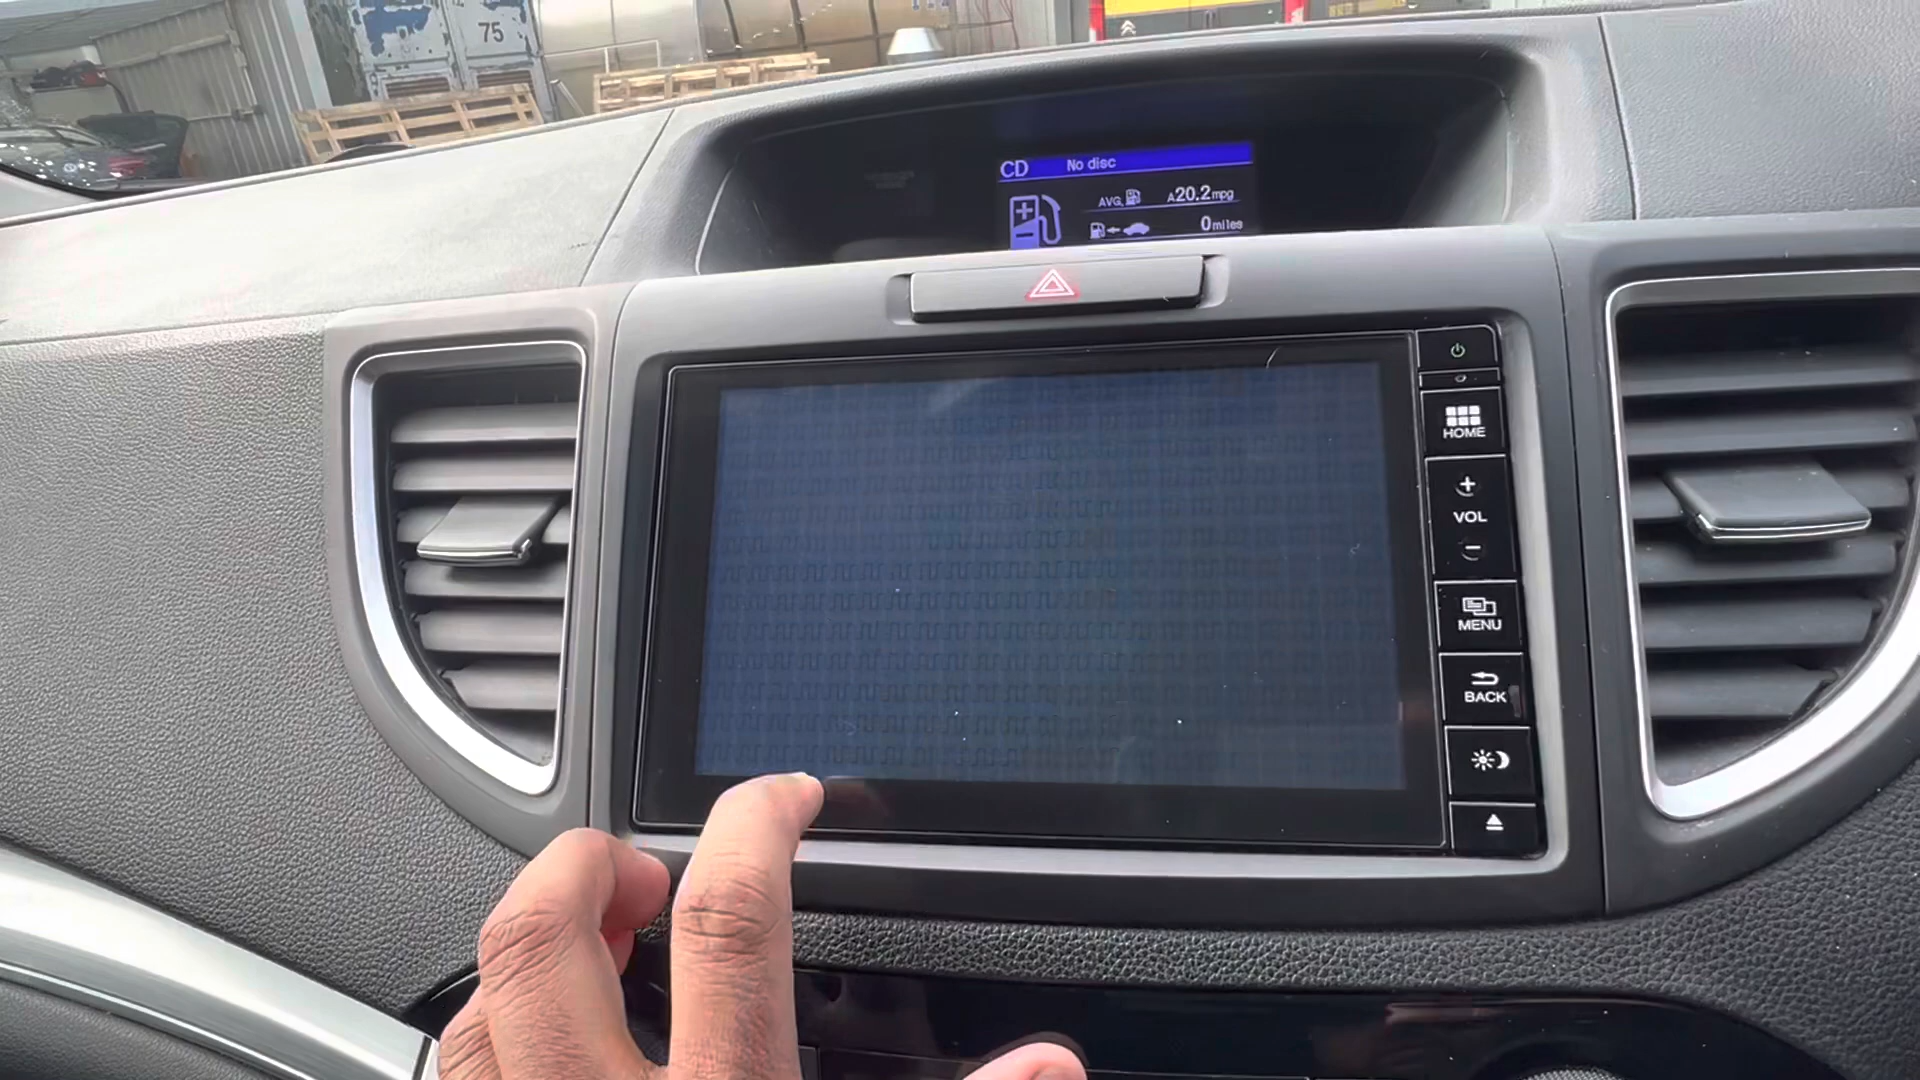 75
CD No disc
AVG. A20.2mpg
0miles
HOME
+
VOL
-
MENU
BACK